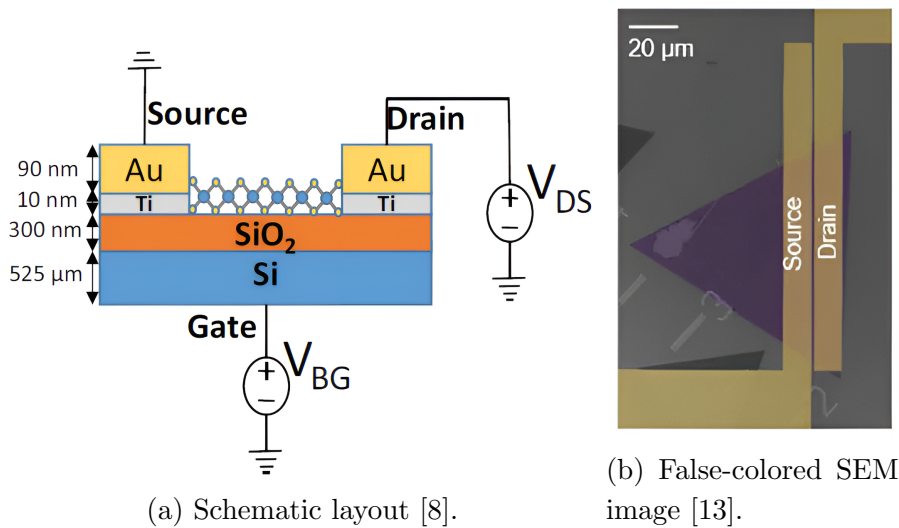 Source
Drain
90 nm
Au
Au
10 nm
Ti
Ti
300 nm
SiO2
525 µm
Si
Gate
VBG
VDS
(a) Schematic layout [8].
20 µm
Source
Drain
(b) False-colored SEM
image [13].